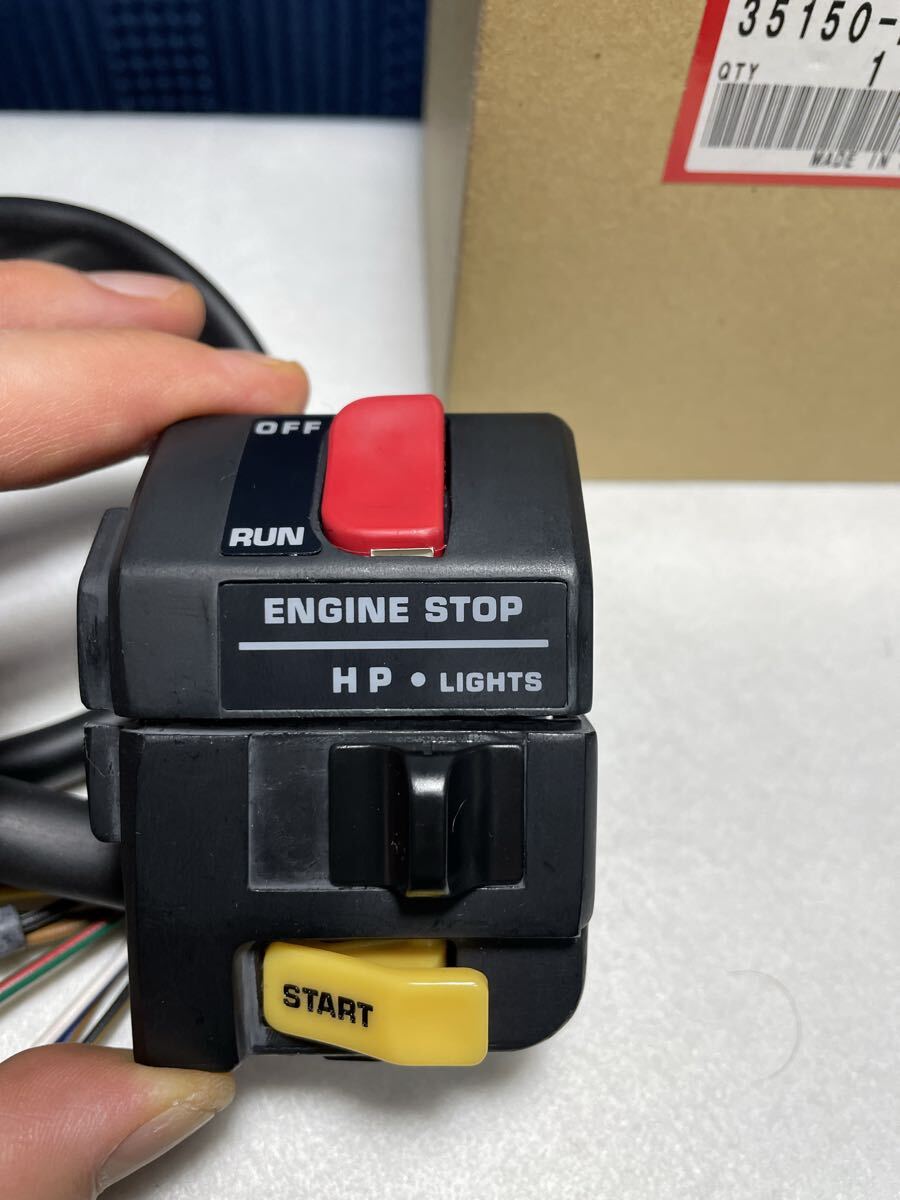 35150-
QTY 1
MADE IN
OFF
RUN
ENGINE STOP
H P • LIGHTS
START